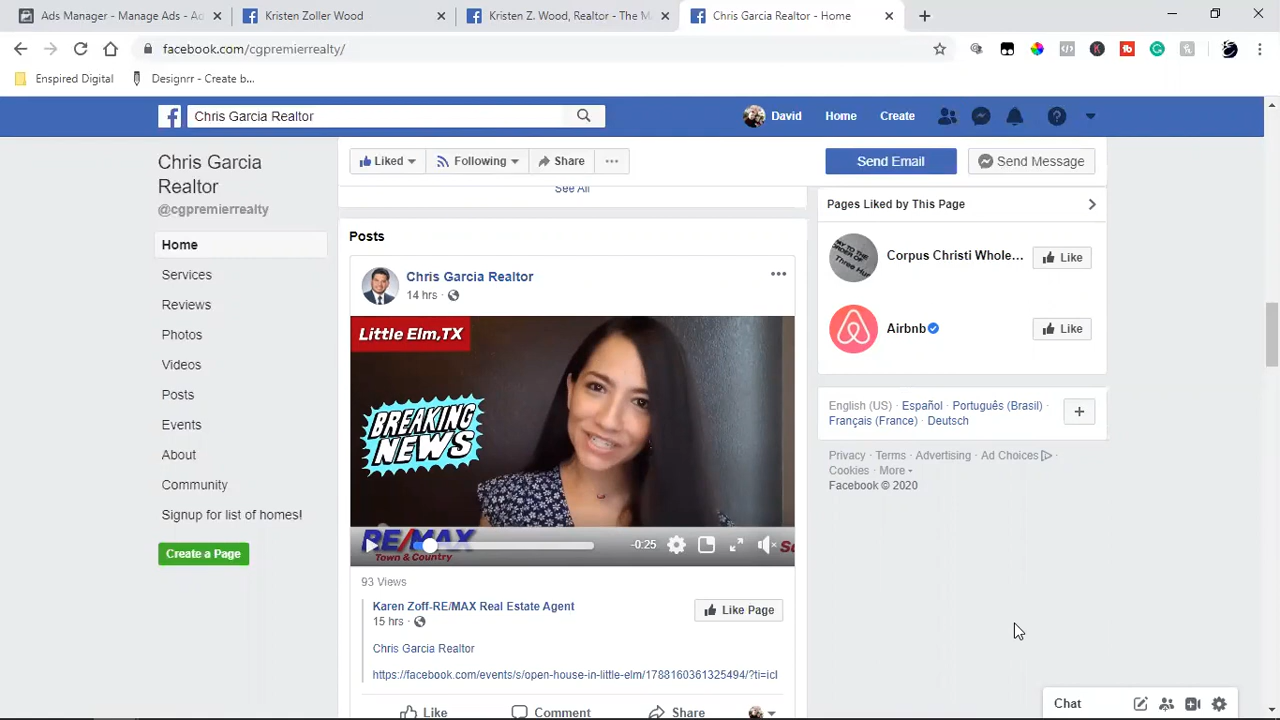 Ads Manager - Manage Ads - Ad
Kristen Zoller Wood
Kristen Z. Wood, Realtor - The M
Chris Garcia Realtor - Home
facebook.com/cgpremierrealty/
Enspired Digital
Designrr - Create b...
Chris Garcia Realtor
David
Home
Create
Chris Garcia
Realtor
@cgpremierrealty
Home
Services
Reviews
Photos
Videos
Posts
Events
About
Community
Signup for list of homes!
Create a Page
Liked
Following
Share
Send Email
Send Message
See All
Posts
Chris Garcia Realtor
14 hrs
Little Elm,TX
BREAKING
NEWS
RE/MAX
Town & Country
-0:25
93 Views
Karen Zoff-RE/MAX Real Estate Agent
15 hrs
Like Page
Chris Garcia Realtor
https://facebook.com/events/s/open-house-in-little-elm/1788160361325494/?ti=icl
Like
Comment
Share
Pages Liked by This Page
Corpus Christi Whole...
Like
Airbnb
Like
English (US) · Español · Português (Brasil) ·
Français (France) · Deutsch
Privacy · Terms · Advertising · Ad Choices ·
Cookies · More
Facebook © 2020
Chat